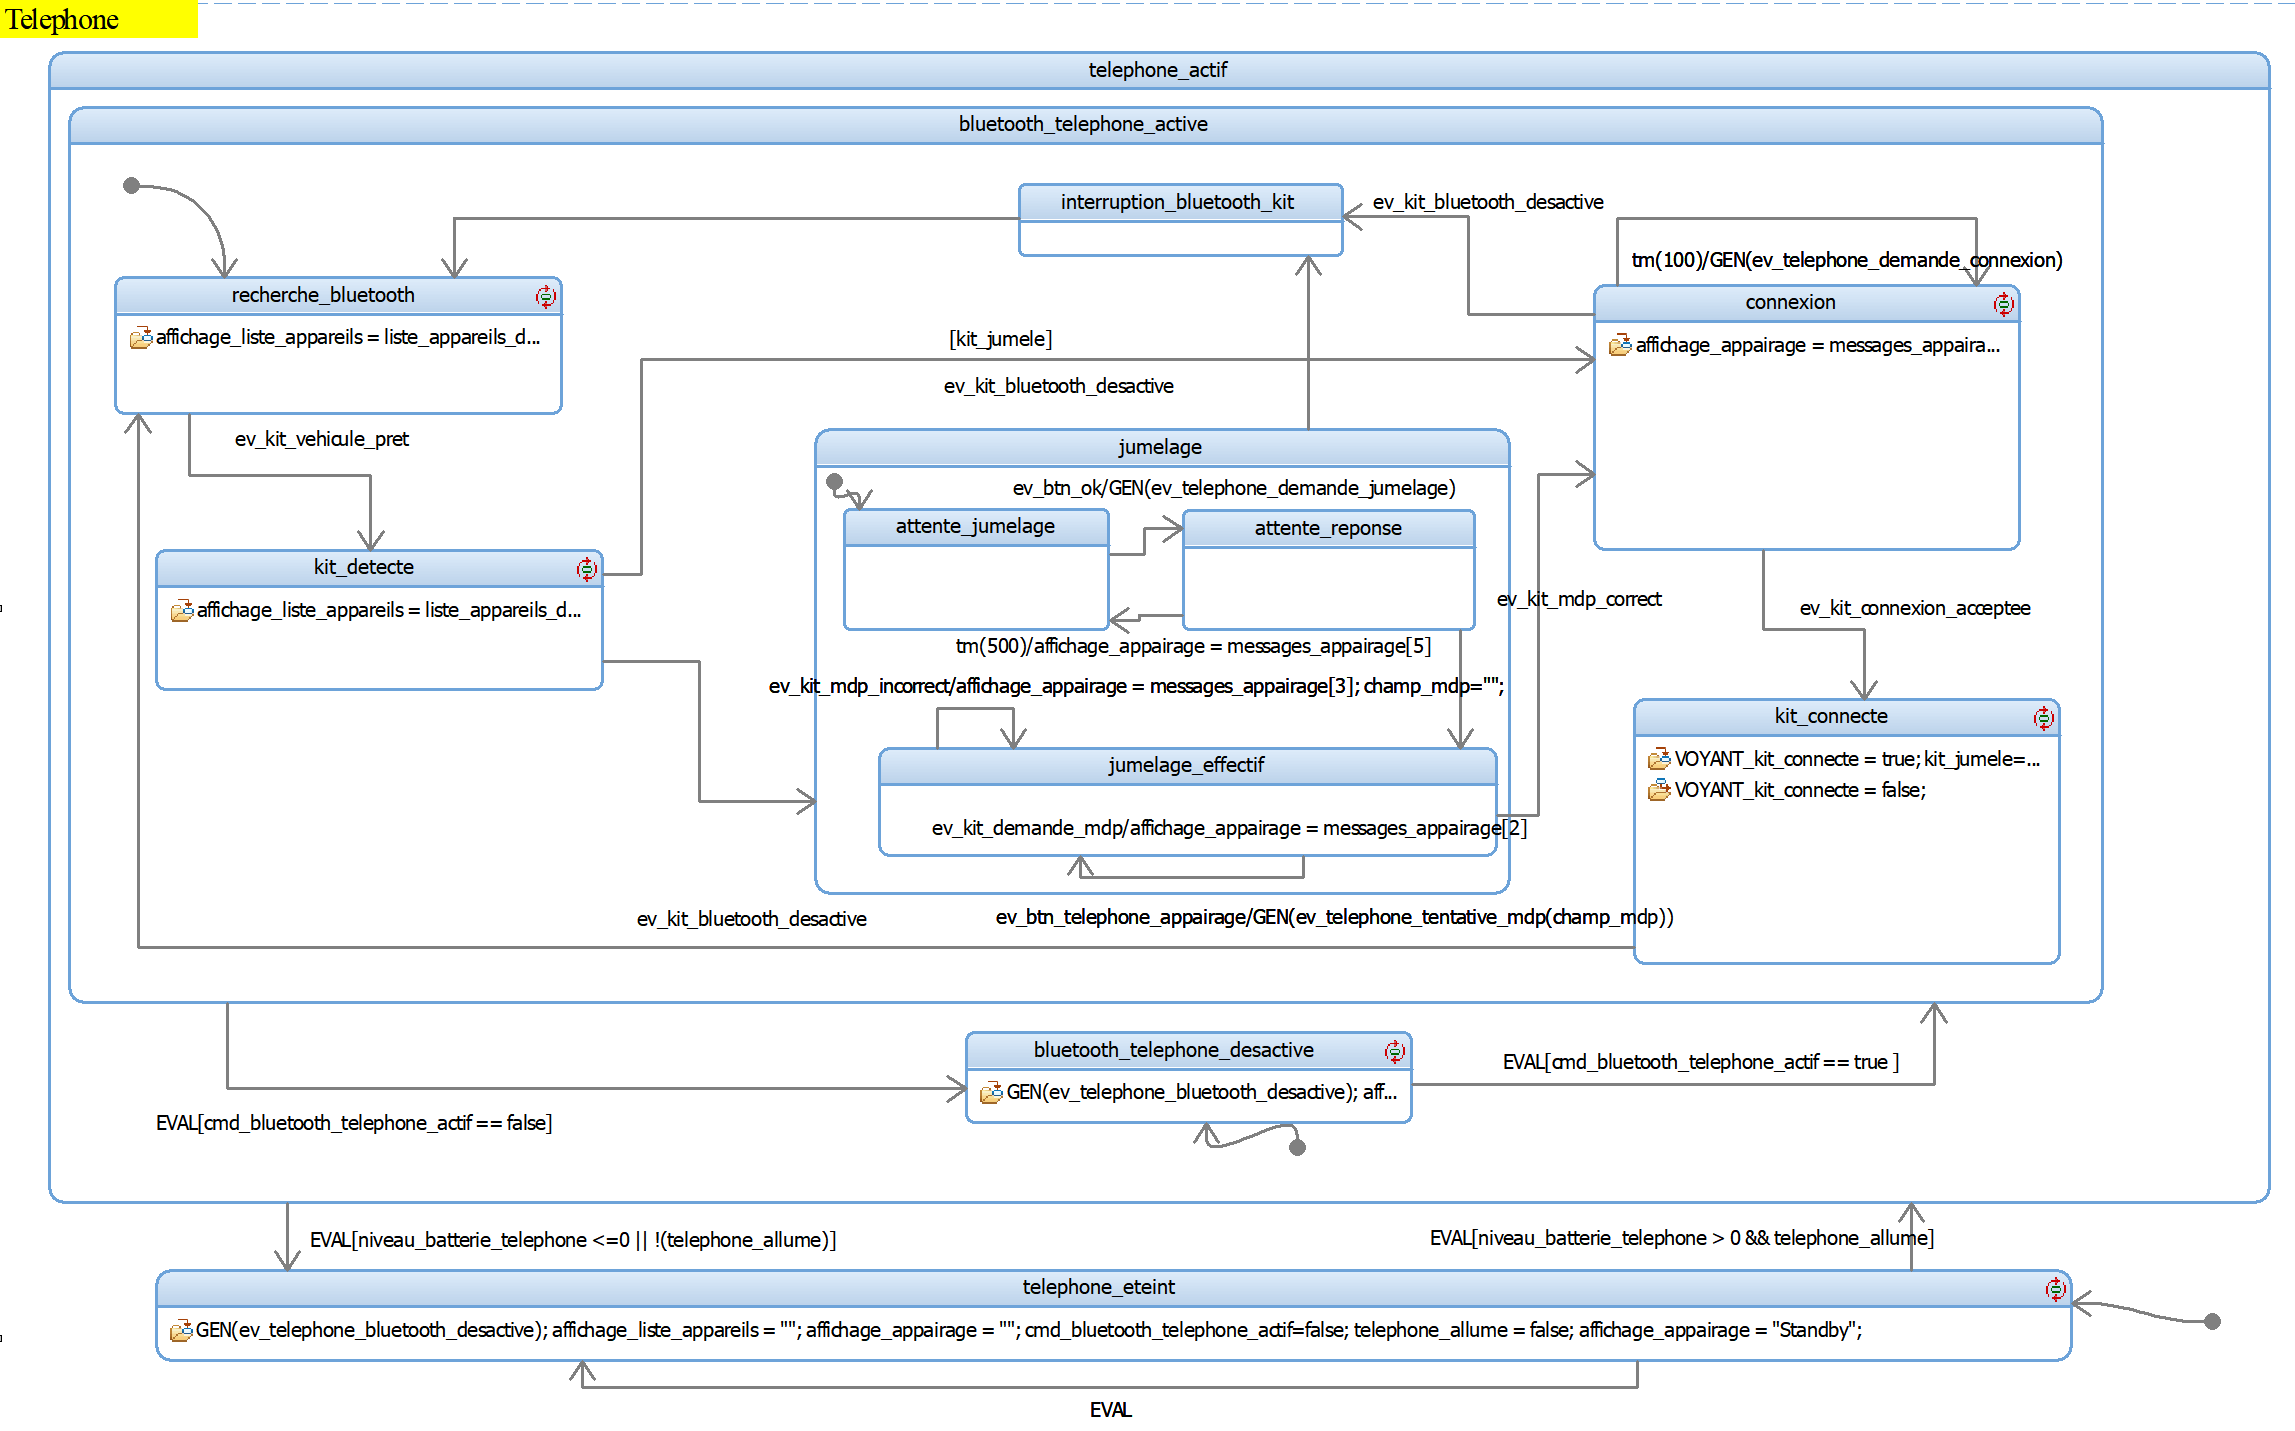 Telephone
telephone_actif
bluetooth_telephone_active
interruption_bluetooth_kit
ev_kit_bluetooth_desactive
tm(100)/GEN(ev_telephone_demande_connexion)
recherche_bluetooth
affichage_liste_appareils = liste_appareils_d...
connexion
affichage_appairage = messages_appaira...
[kit_jumele]
ev_kit_bluetooth_desactive
ev_kit_vehicule_pret
jumelage
ev_btn_ok/GEN(ev_telephone_demande_jumelage)
attente_jumelage
attente_reponse
kit_detecte
affichage_liste_appareils = liste_appareils_d...
ev_kit_mdp_correct
ev_kit_connexion_acceptee
tm(500)/affichage_appairage = messages_appairage[5]
ev_kit_mdp_incorrect/affichage_appairage = messages_appairage[3]; champ_mdp="";
kit_connecte
VOYANT_kit_connecte = true; kit_jumele=...
VOYANT_kit_connecte = false;
jumelage_effectif
ev_kit_demande_mdp/affichage_appairage = messages_appairage[2]
ev_kit_bluetooth_desactive
ev_btn_telephone_appairage/GEN(ev_telephone_tentative_mdp(champ_mdp))
bluetooth_telephone_desactive
GEN(ev_telephone_bluetooth_desactive); aff...
EVAL[cmd_bluetooth_telephone_actif == true ]
EVAL[cmd_bluetooth_telephone_actif == false]
EVAL[niveau_batterie_telephone <=0 || !(telephone_allume)]
EVAL[niveau_batterie_telephone > 0 && telephone_allume]
telephone_eteint
GEN(ev_telephone_bluetooth_desactive); affichage_liste_appareils = ""; affichage_appairage = ""; cmd_bluetooth_telephone_actif=false; telephone_allume = false; affichage_appairage = "Standby";
EVAL